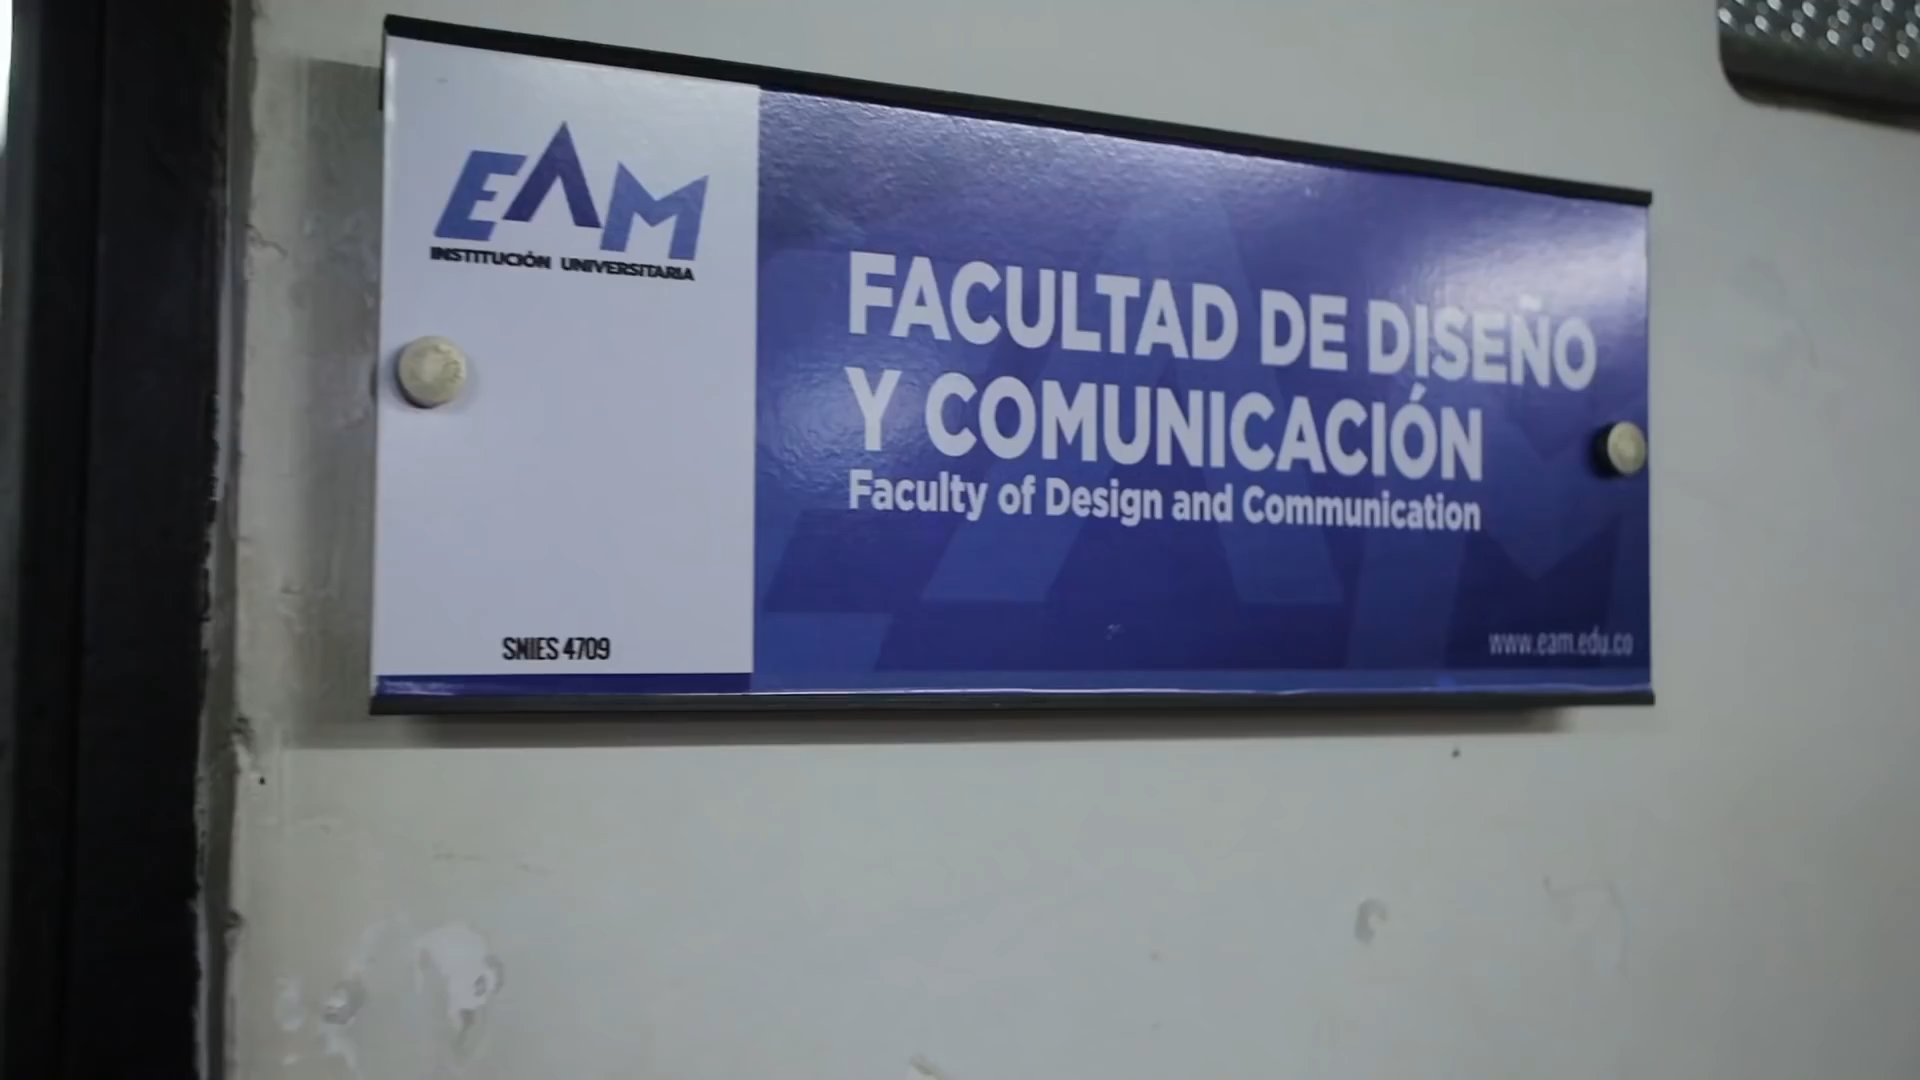 EAM
INSTITUCIÓN UNIVERSITARIA
FACULTAD DE DISEÑO
Y COMUNICACIÓN
Faculty of Design and Communication
SNIES 4709
www.eam.edu.co